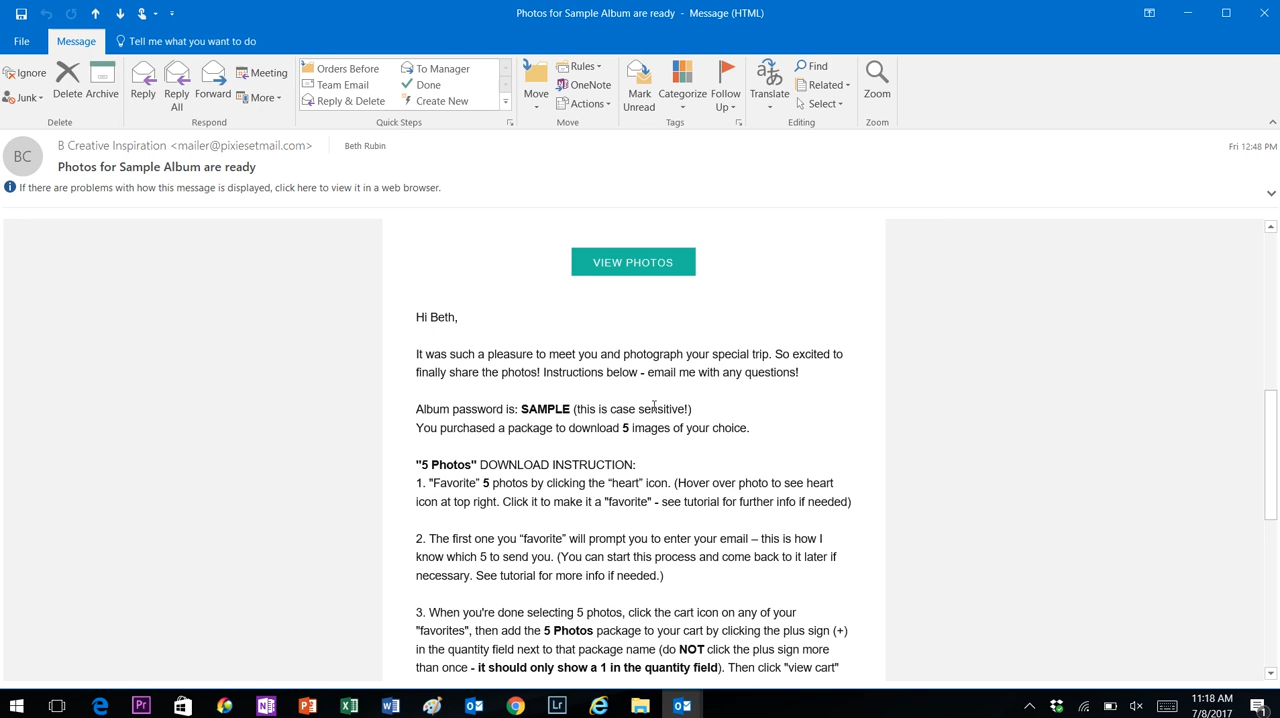 Photos for Sample Album are ready - Message (HTML)
File Message Tell me what you want to do
Ignore
Junk
Delete Archive
Reply Reply All Forward
Meeting
More
Orders Before To Manager
Team Email Done
Reply & Delete Create New
Move
Rules
OneNote
Actions
Mark Unread Categorize Follow Up
Translate
Find
Related
Select
Zoom
Delete Respond Quick Steps Move Tags Editing Zoom
BC
B Creative Inspiration <mailer@pixiesetmail.com> Beth Rubin Fri 12:48 PM
Photos for Sample Album are ready
If there are problems with how this message is displayed, click here to view it in a web browser.
VIEW PHOTOS
Hi Beth,
It was such a pleasure to meet you and photograph your special trip. So excited to
finally share the photos! Instructions below - email me with any questions!
Album password is: SAMPLE (this is case sensitive!)
You purchased a package to download 5 images of your choice.
"5 Photos" DOWNLOAD INSTRUCTION:
1. "Favorite" 5 photos by clicking the “heart” icon. (Hover over photo to see heart
icon at top right. Click it to make it a "favorite" - see tutorial for further info if needed)
2. The first one you “favorite” will prompt you to enter your email – this is how I
know which 5 to send you. (You can start this process and come back to it later if
necessary. See tutorial for more info if needed.)
3. When you're done selecting 5 photos, click the cart icon on any of your
"favorites", then add the 5 Photos package to your cart by clicking the plus sign (+)
in the quantity field next to that package name (do NOT click the plus sign more
than once - it should only show a 1 in the quantity field). Then click "view cart"
11:18 AM
7/8/2017